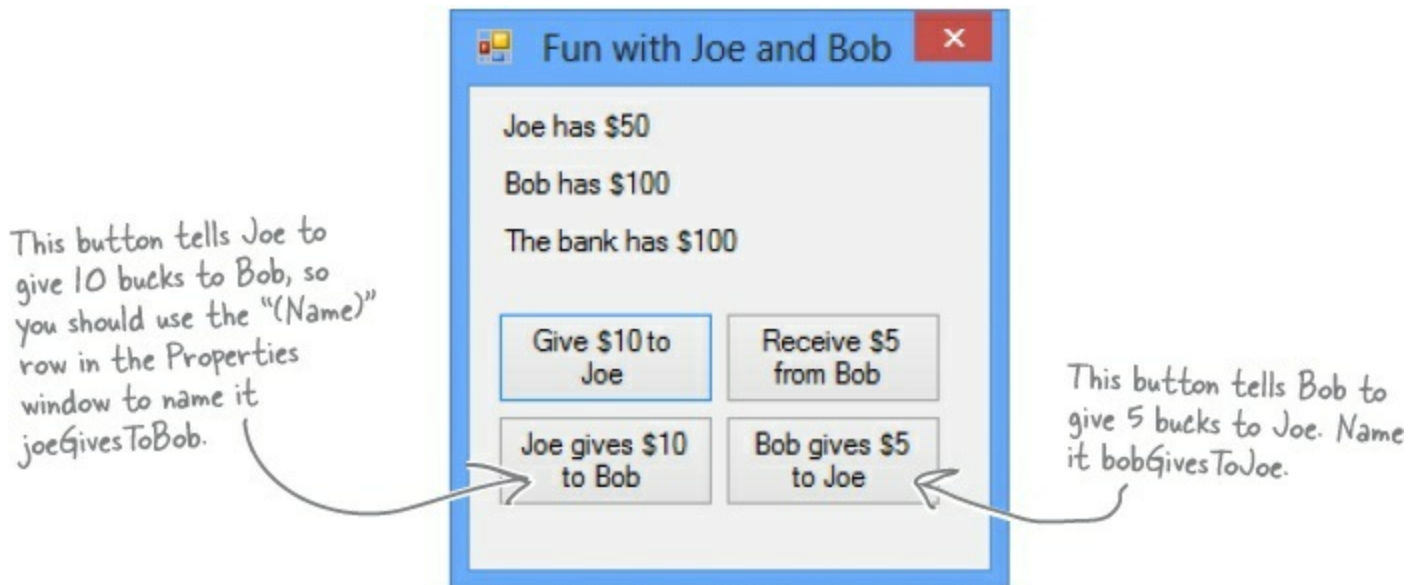 Fun with Joe and Bob
Joe has $50
Bob has $100
The bank has $100
This button tells Joe to
give 10 bucks to Bob, so
you should use the “(Name)”
row in the Properties
window to name it
joeGivesToBob.
Give $10 to
Joe
Receive $5
from Bob
Joe gives $10
to Bob
Bob gives $5
to Joe
This button tells Bob to
give 5 bucks to Joe. Name
it bobGivesToJoe.